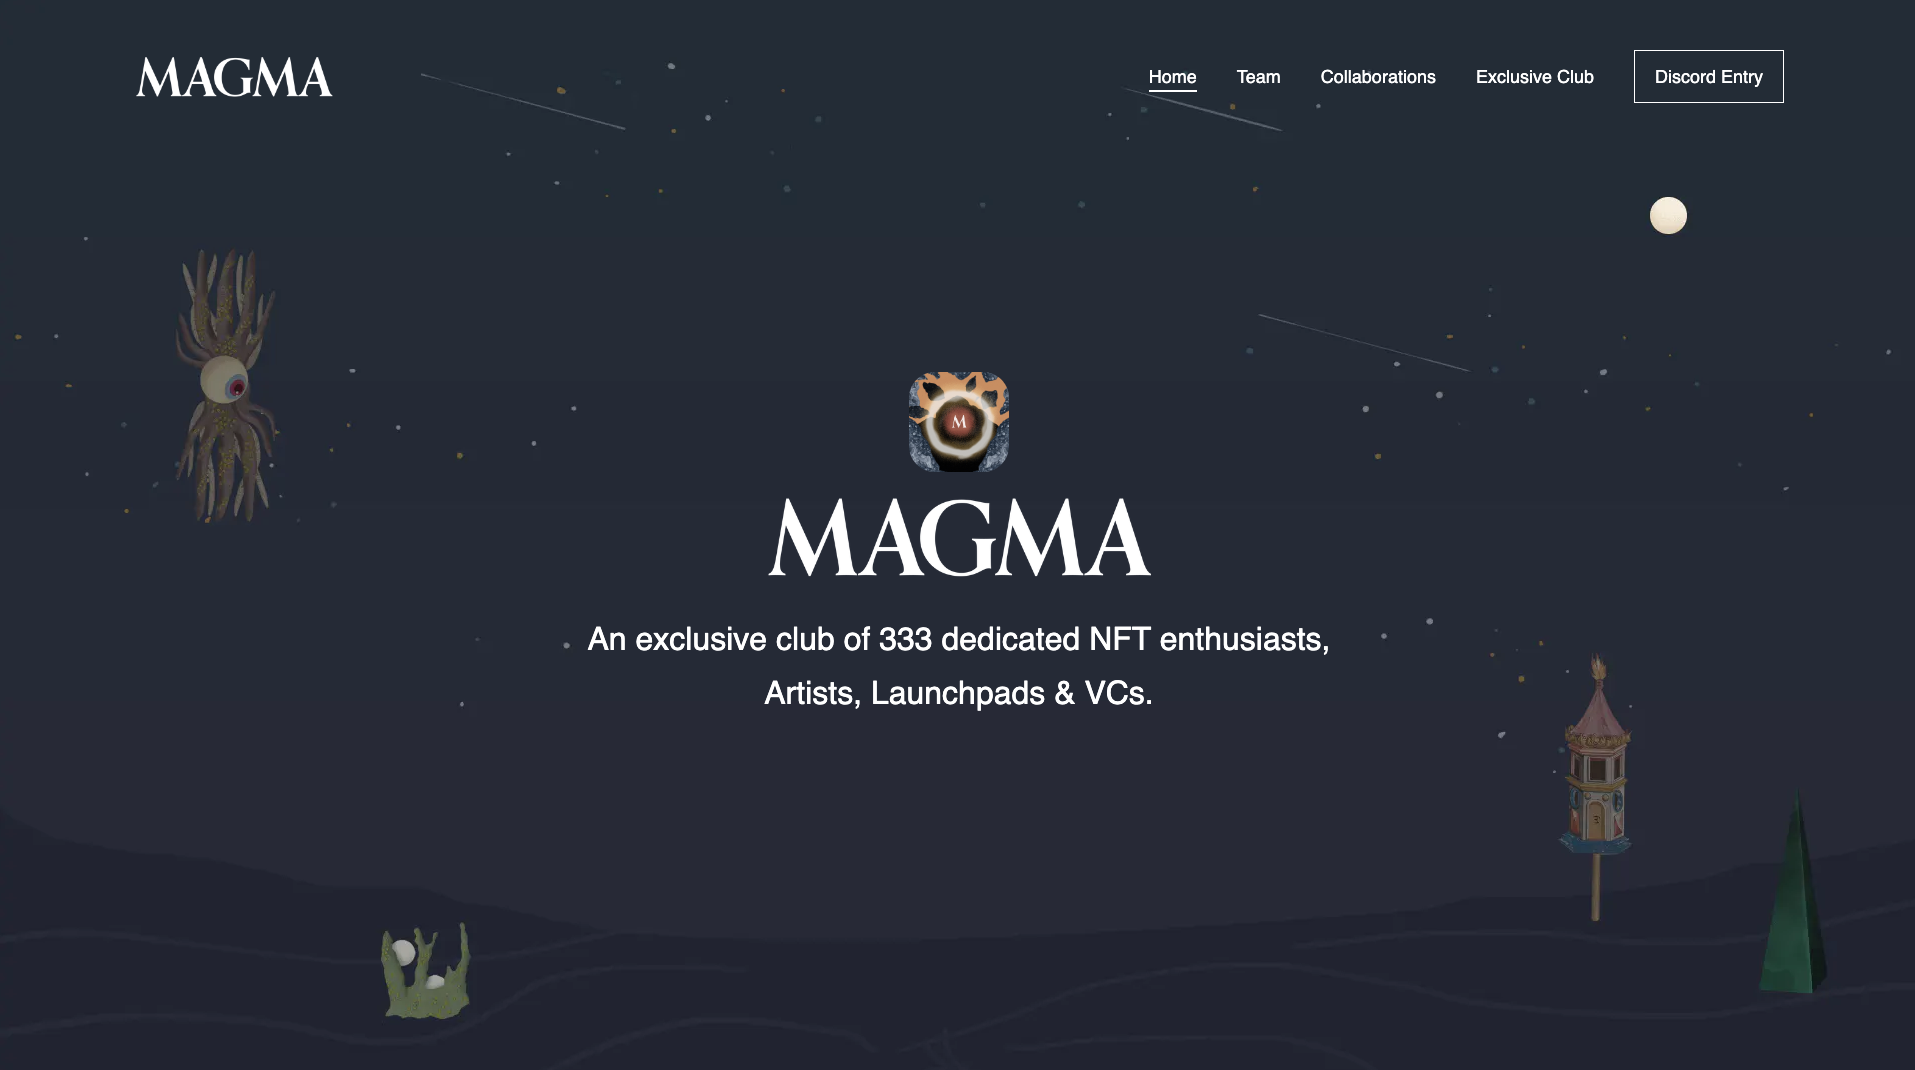 MAGMA
Home
Team
Collaborations
Exclusive Club
Discord Entry
M
MAGMA
An exclusive club of 333 dedicated NFT enthusiasts,
Artists, Launchpads & VCs.